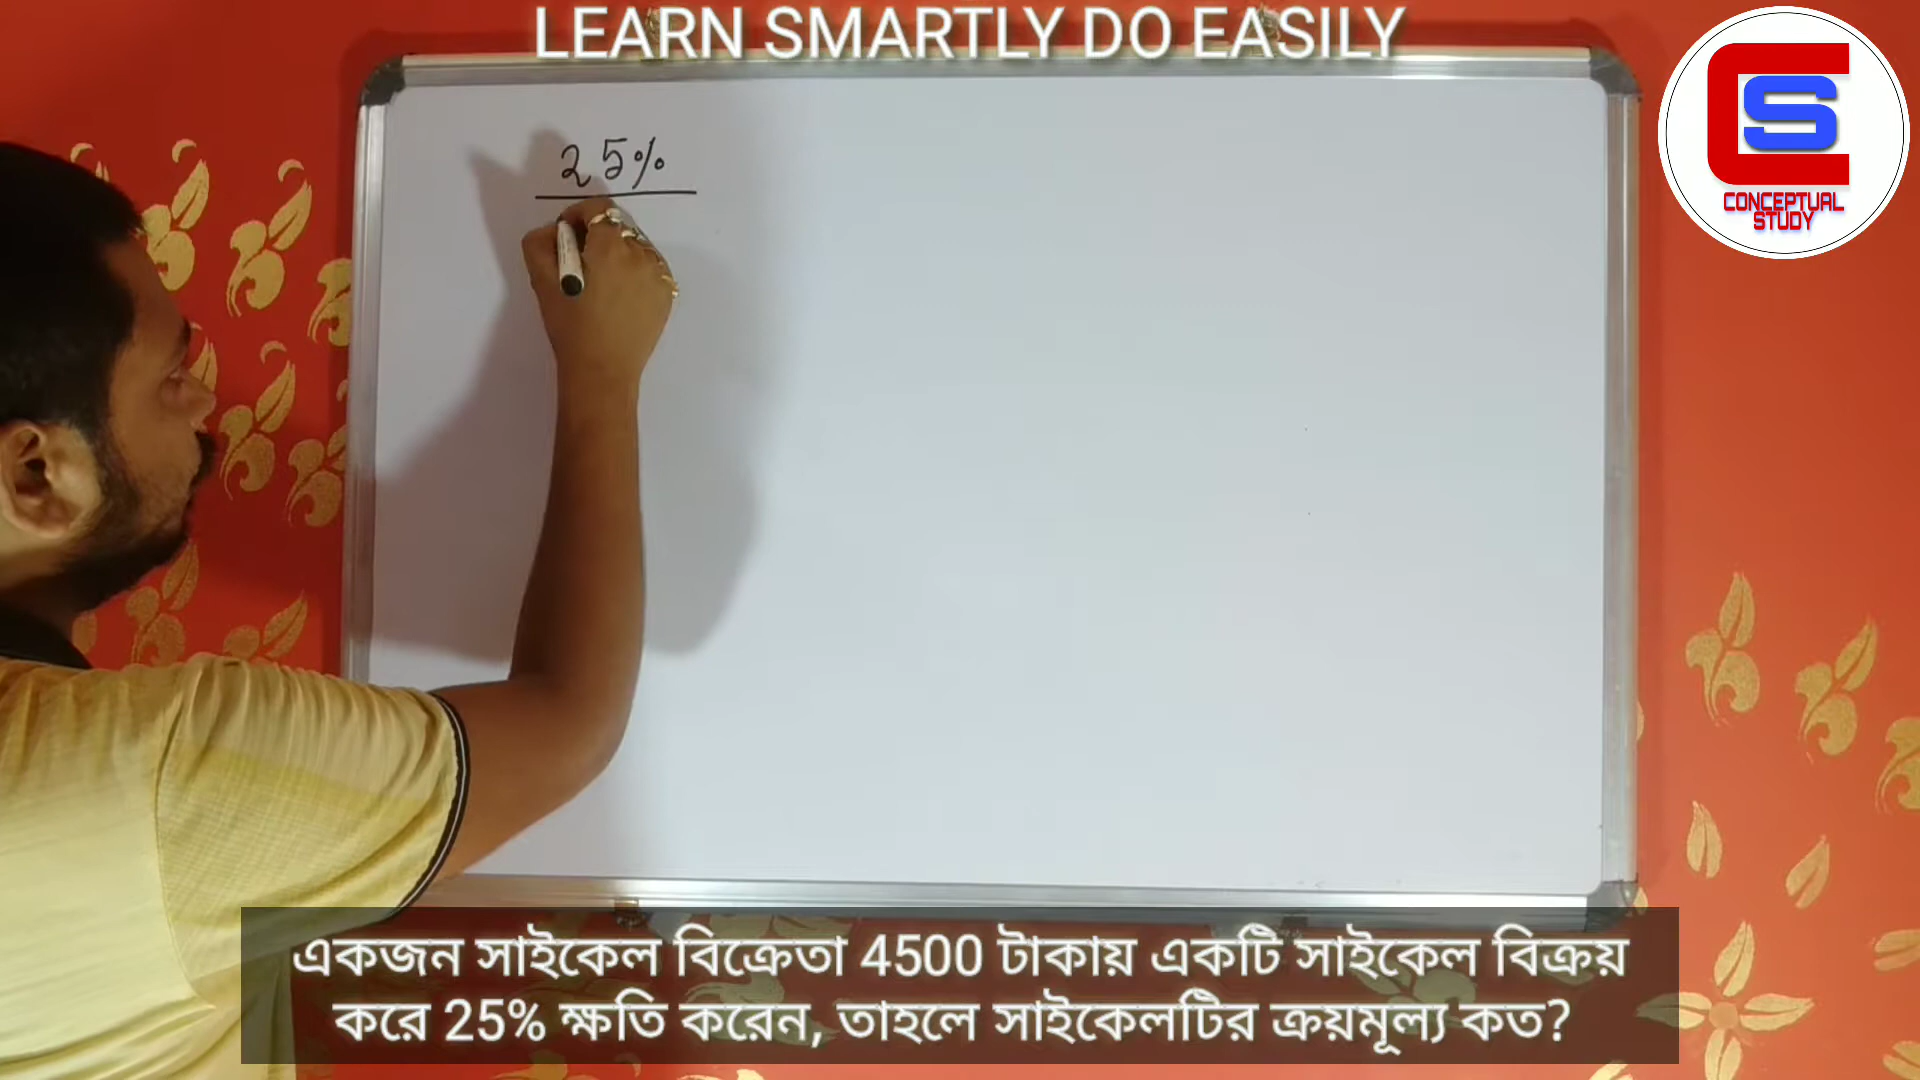 LEARN SMARTLY DO EASILY
CS
CONCEPTUAL
STUDY
25%
একজন সাইকেল বিক্রেতা 4500 টাকায় একটি সাইকেল বিক্রয়
করে 25% ক্ষতি করেন, তাহলে সাইকেলটির ক্রয়মূল্য কত?